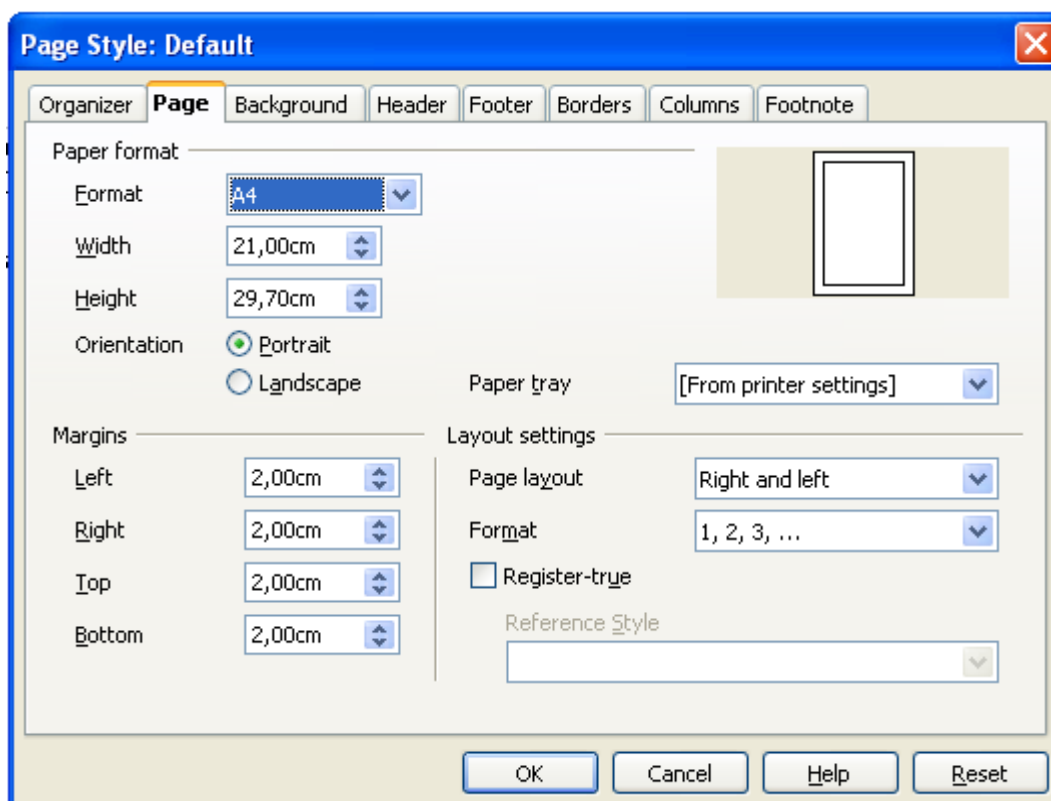 Page Style: Default
Organizer Page Background Header Footer Borders Columns Footnote
Paper format
Format A4
Width 21,00cm
Height 29,70cm
Orientation Portrait
Landscape Paper tray [From printer settings]
Margins Layout settings
Left 2,00cm Page layout Right and left
Right 2,00cm Format 1, 2, 3, ...
Top 2,00cm Register-true
Reference Style
Bottom 2,00cm
OK Cancel Help Reset